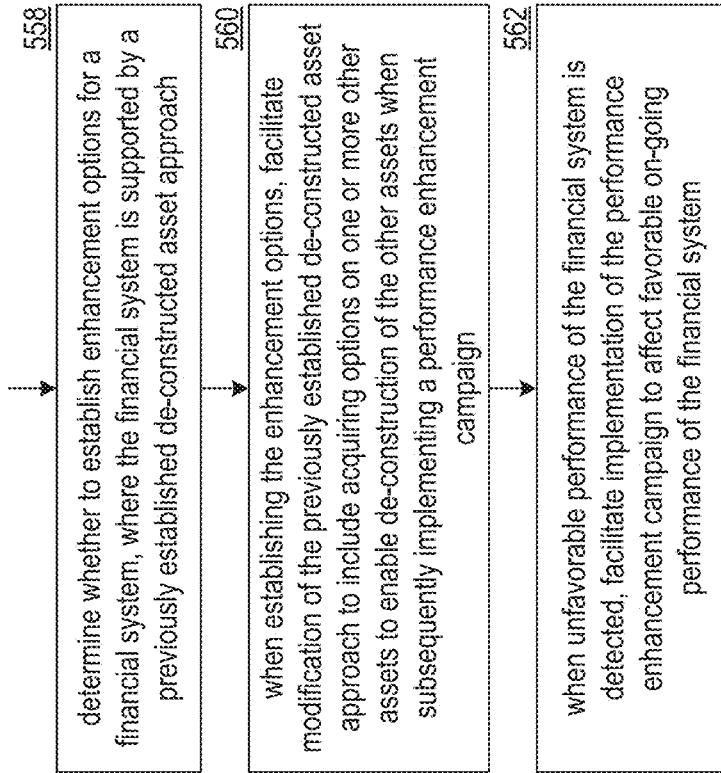 558
determine whether to establish enhancement options for a
financial system, where the financial system is supported by a
previously established de-constructed asset approach
560
when establishing the enhancement options, facilitate
modification of the previously established de-constructed asset
approach to include acquiring options on one or more other
assets to enable de-construction of the other assets when
subsequently implementing a performance enhancement
campaign
562
when unfavorable performance of the financial system is
detected, facilitate implementation of the performance
enhancement campaign to affect favorable on-going
performance of the financial system